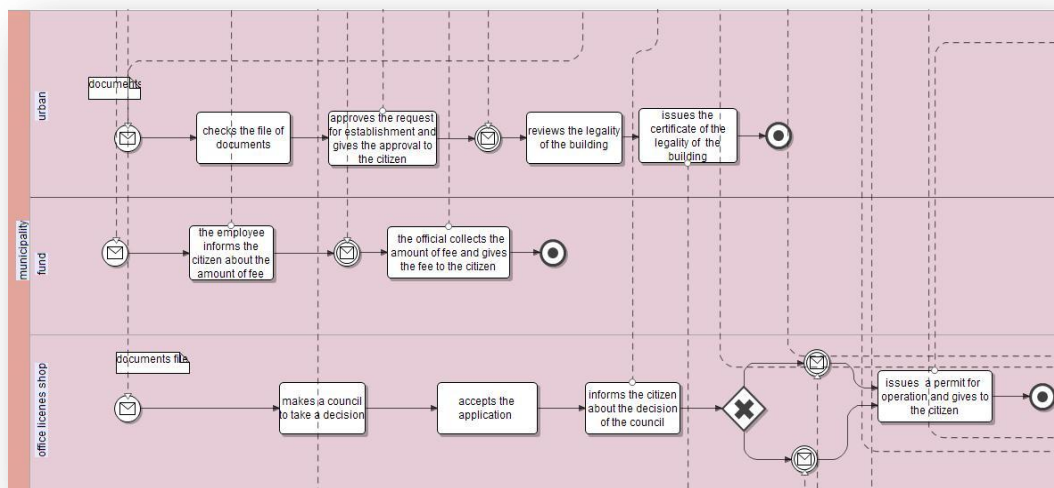 municipality
urban
documents
checks the file of
documents
approves the request
for establishment and
gives the approval to
the citizen
reviews the legality
of the building
issues the
certificate of the
legality of the
building
fund
the employee
informs the
citizen about the
amount of fee
the official collects the
amount of fee and gives
the fee to the citizen
office licenes shop
documents file
makes a council
to take a decision
accepts the
application
informs the citizen
about the decision
of the council
issues a permit for
operation and gives to
the citizen